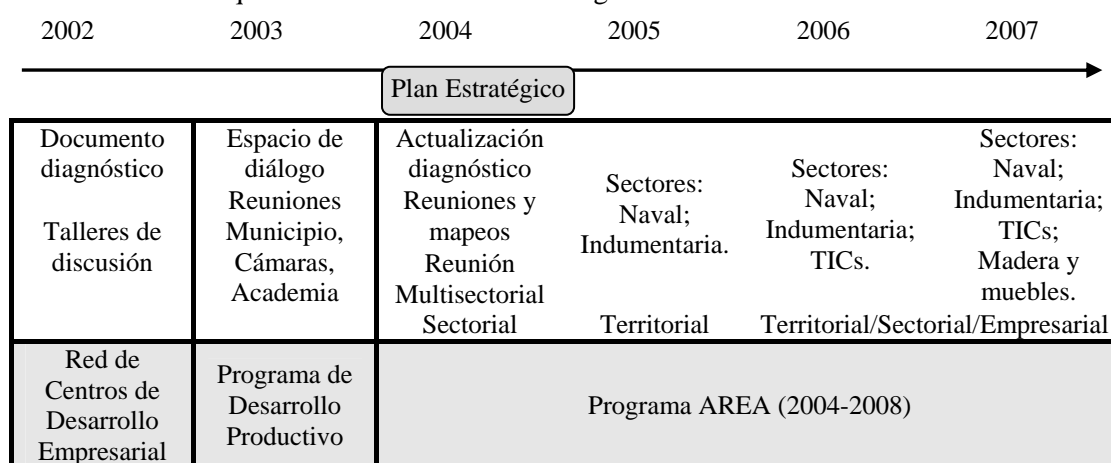 2002 2003 2004 2005 2006 2007
Plan Estratégico
Documento
diagnóstico
Talleres de
discusión
Espacio de
diálogo
Reuniones
Municipio,
Cámaras,
Academia
Actualización
diagnóstico
Reuniones y
mapeos
Reunión
Multisectorial
Sectorial
Sectores:
Naval;
Indumentaria.
Territorial
Sectores:
Naval;
Indumentaria;
TICs.
Sectores:
Naval;
Indumentaria;
TICs;
Madera y
muebles.
Territorial/Sectorial/Empresarial
Red de
Centros de
Desarrollo
Empresarial
Programa de
Desarrollo
Productivo
Programa AREA (2004-2008)